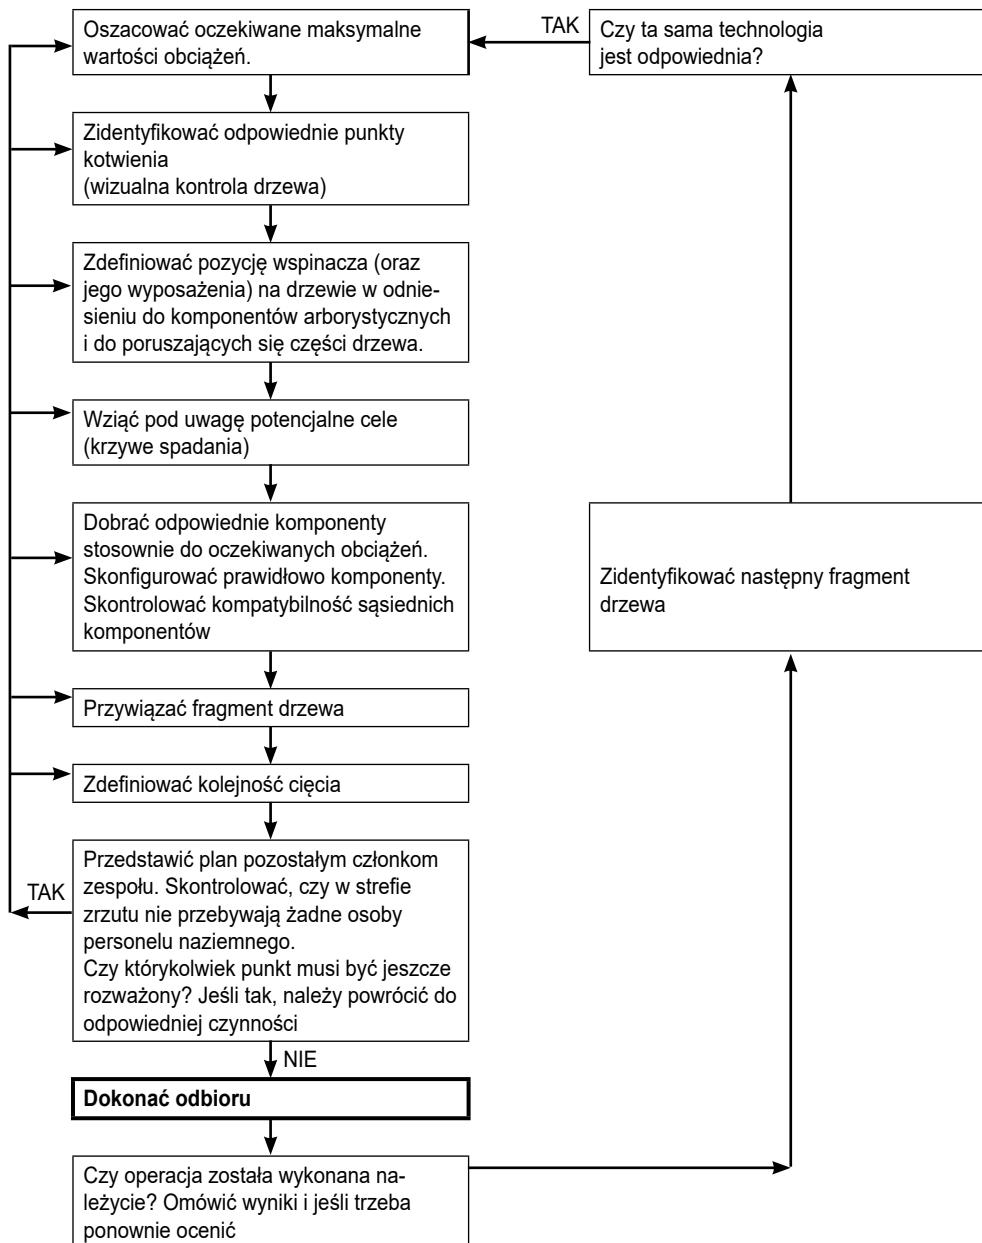 Oszacować oczekiwane maksymalne
wartości obciążeń.
TAK
Czy ta sama technologia
jest odpowiednia?
Zidentyfikować odpowiednie punkty
kotwienia
(wizualna kontrola drzewa)
Zdefiniować pozycję wspinacza (oraz
jego wyposażenia) na drzewie w odnie-
sieniu do komponentów arborystycznych
i do poruszających się części drzewa.
Wziąć pod uwagę potencjalne cele
(krzywe spadania)
Dobrać odpowiednie komponenty
stosownie do oczekiwanych obciążeń.
Skonfigurować prawidłowo komponenty.
Skontrolować kompatybilność sąsiednich
komponentów
Zidentyfikować następny fragment
drzewa
Przywiązać fragment drzewa
Zdefiniować kolejność cięcia
Przedstawić plan pozostałym członkom
zespołu. Skontrolować, czy w strefie
zrzutu nie przebywają żadne osoby
personelu naziemnego.
Czy którykolwiek punkt musi być jeszcze
rozważony? Jeśli tak, należy powrócić do
odpowiedniej czynności
TAK
NIE
Dokonać odbioru
Czy operacja została wykonana na-
leżycie? Omówić wyniki i jeśli trzeba
ponownie ocenić